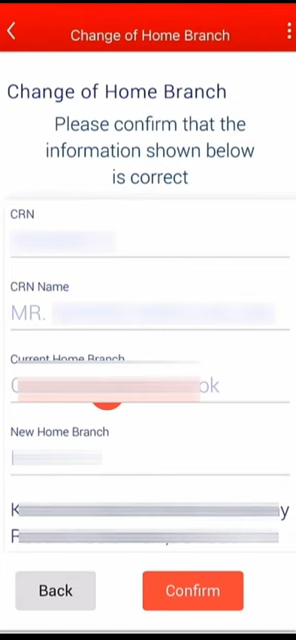 Change of Home Branch
Change of Home Branch
Please confirm that the
information shown below
is correct
CRN
CRN Name
MR.
Current Home Branch
New Home Branch
Back
Confirm